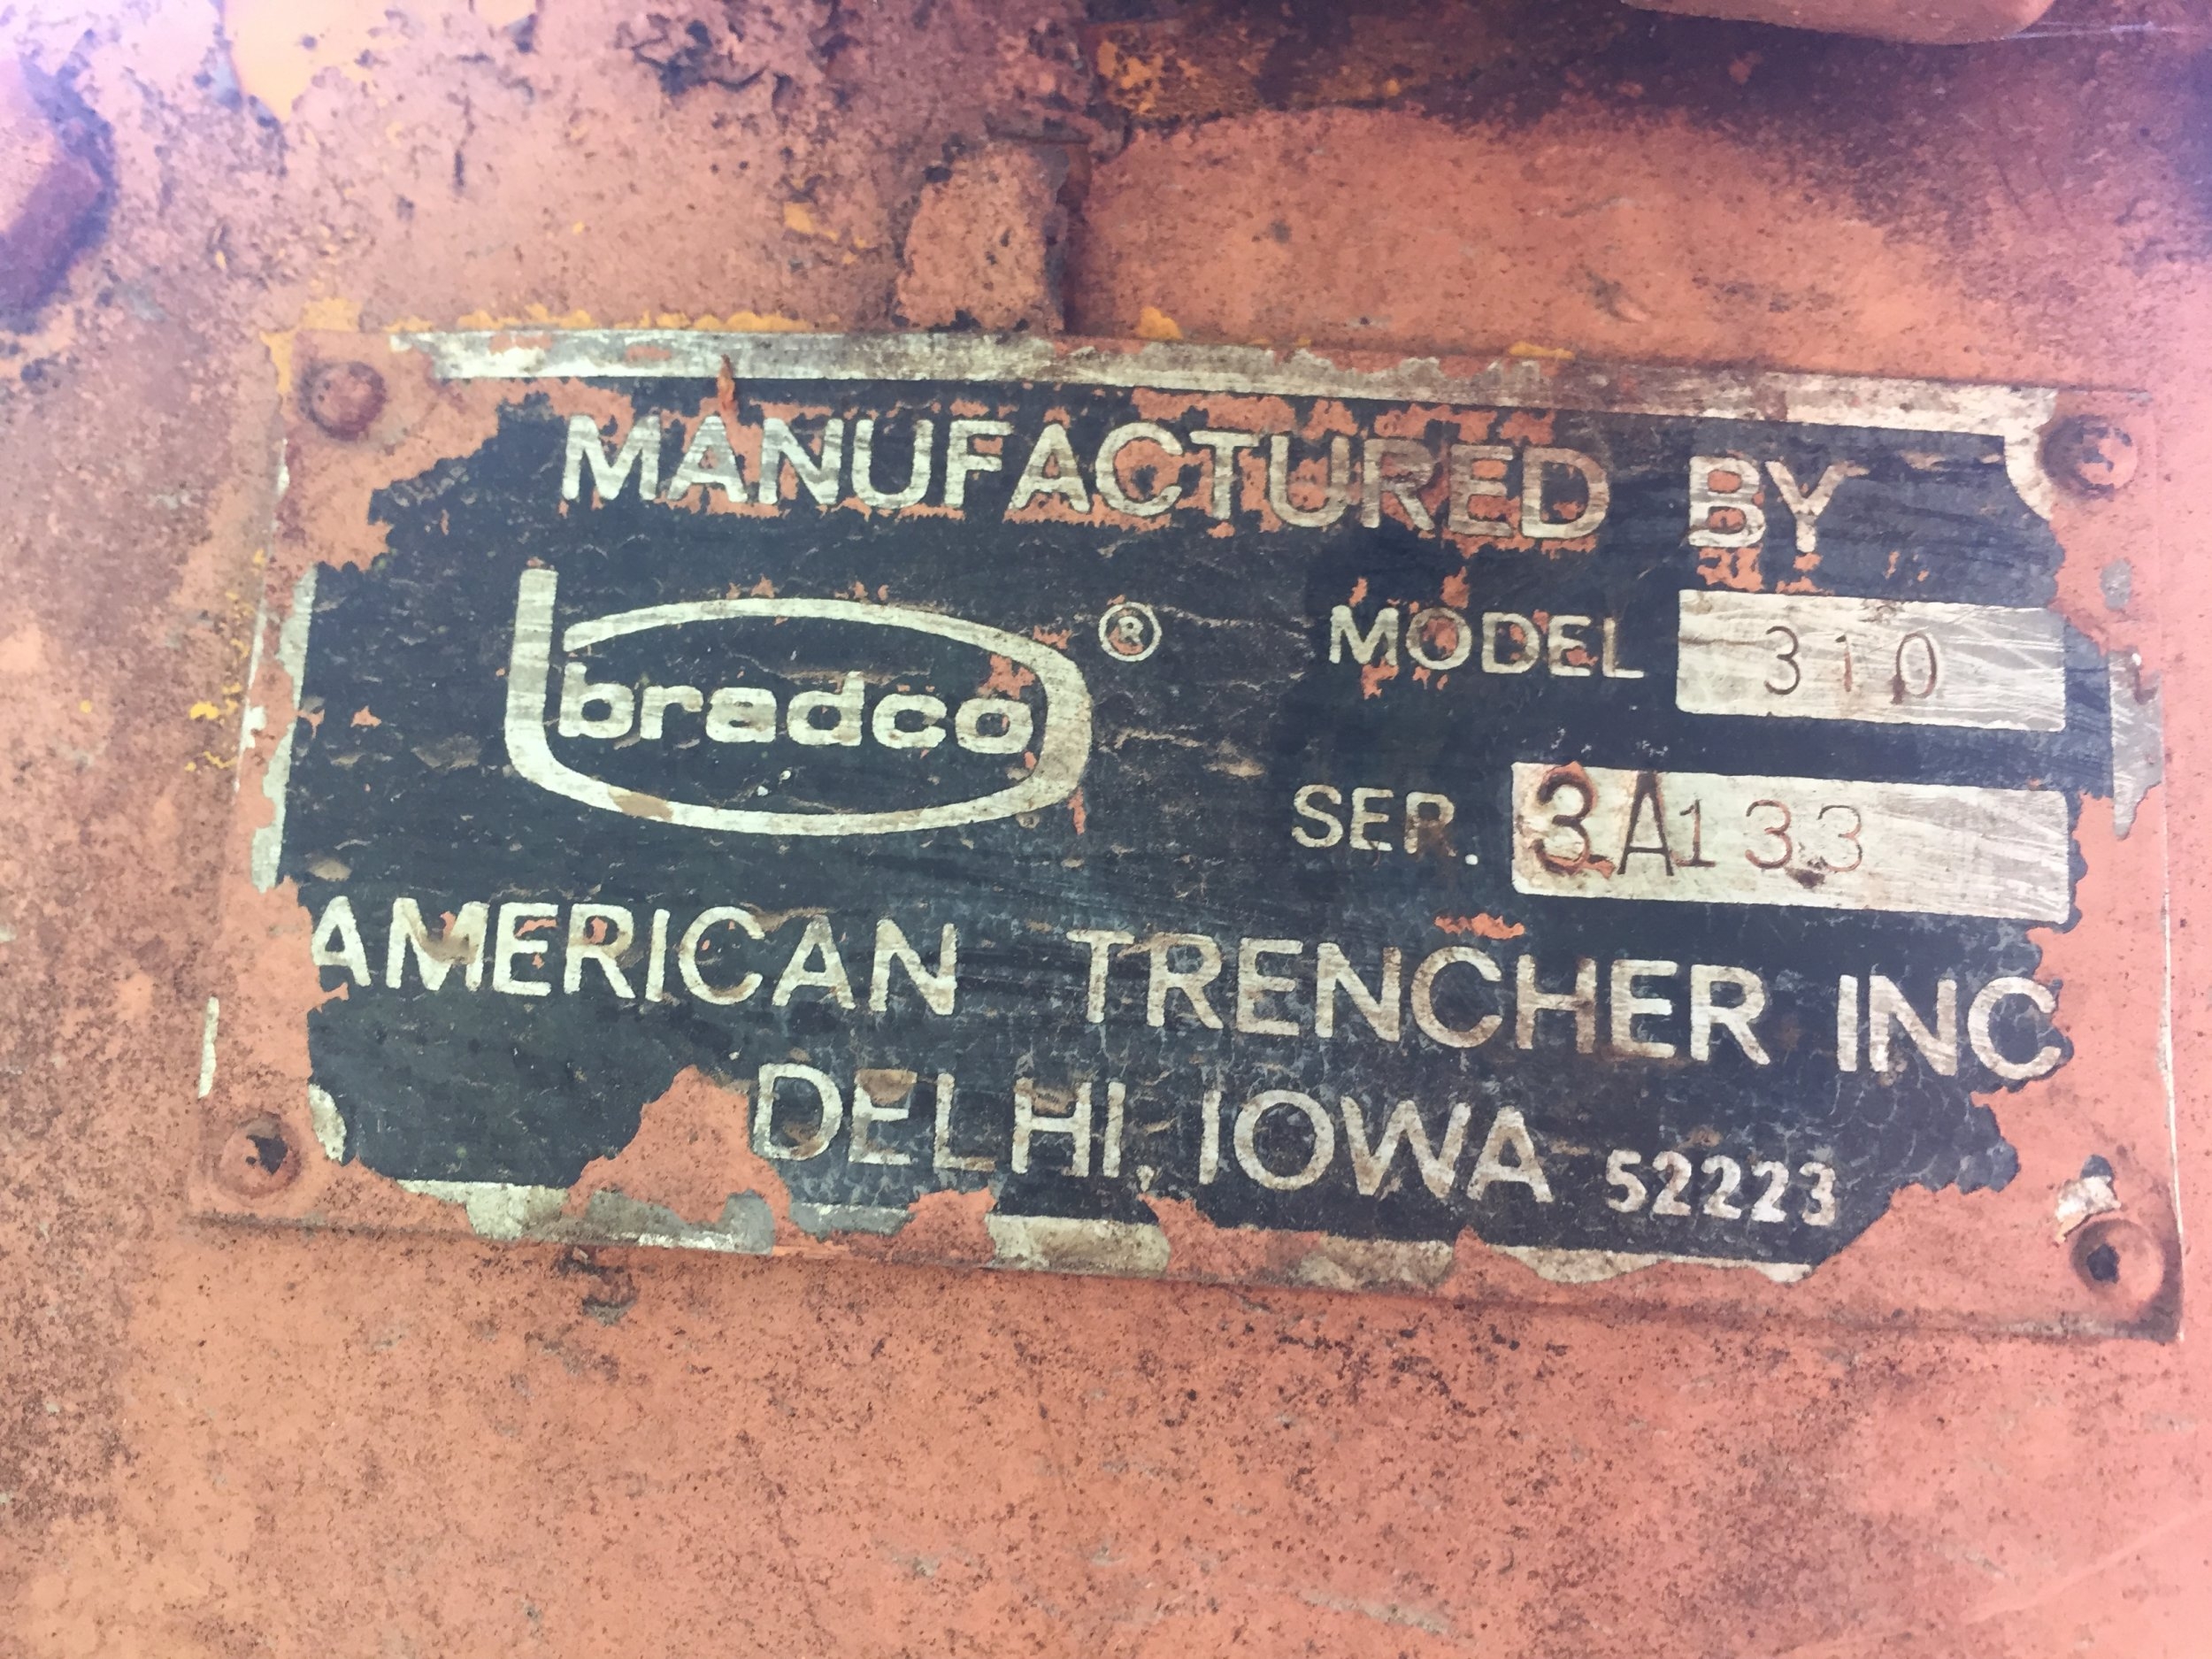 MANUFACTURED BY
bradco ®
MODEL 310
SER. 3A133
AMERICAN TRENCHER INC
DELHI, IOWA 52223